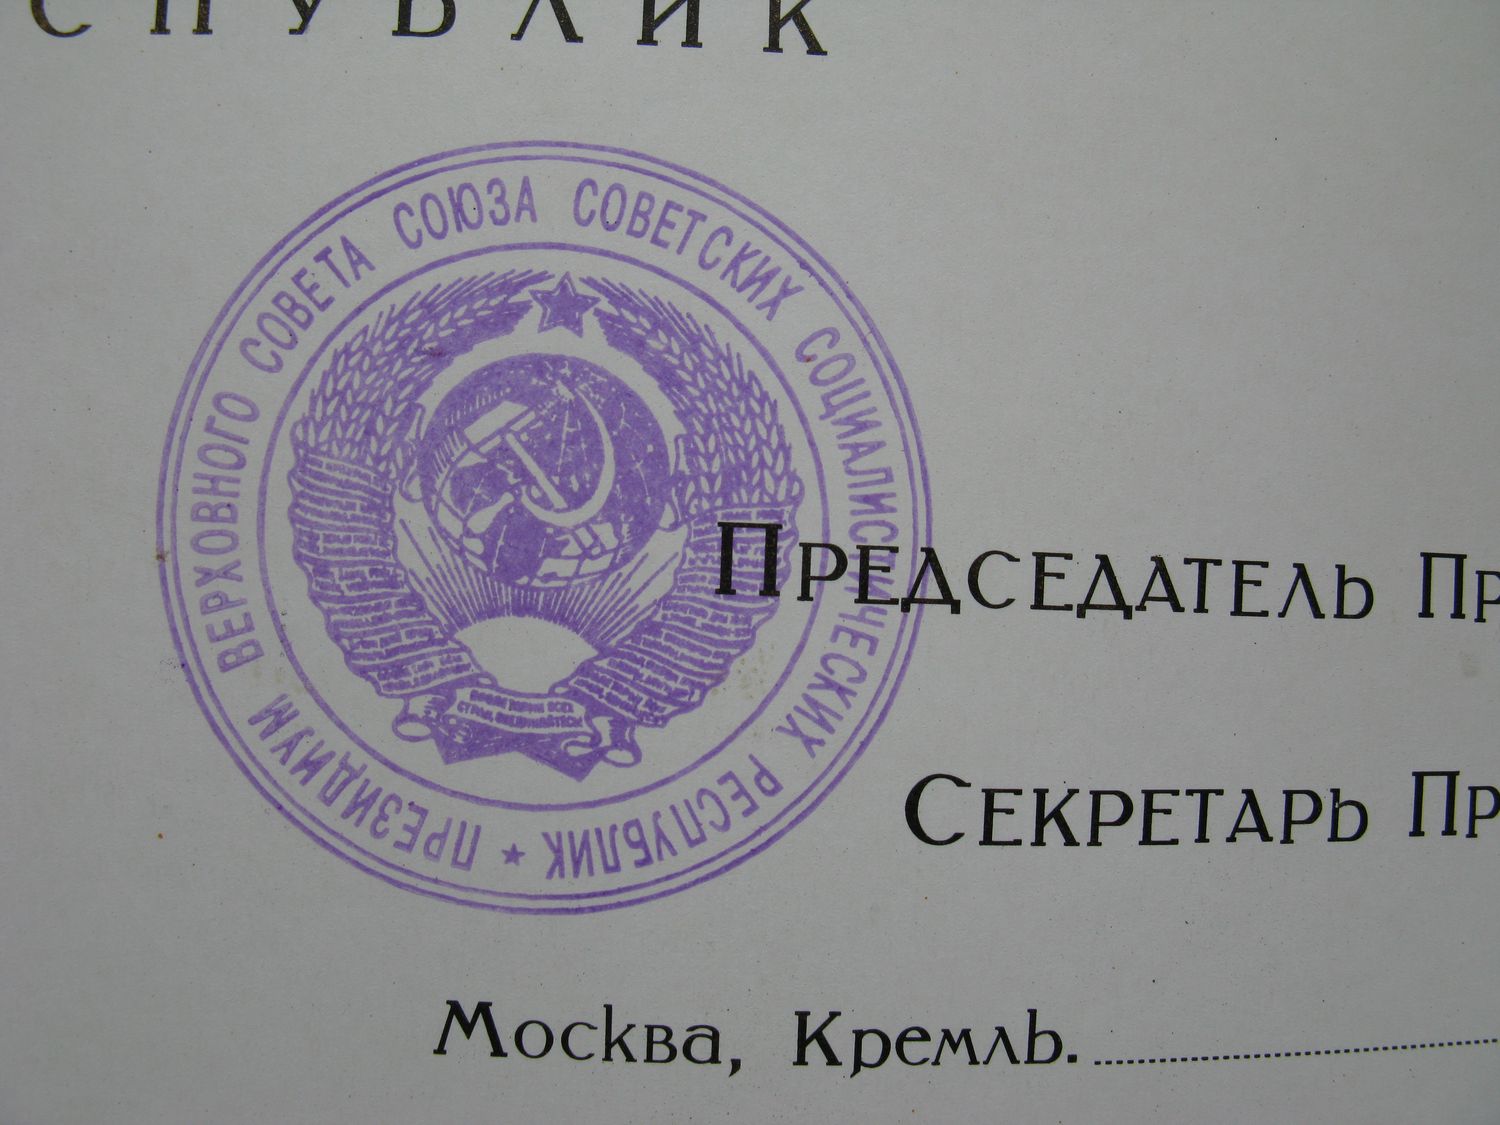 СПУБЛИК
ПРЕЗИДИУМ ВЕРХОВНОГО СОВЕТА СОЮЗА СОВЕТСКИХ СОЦИАЛИСТИЧЕСКИХ РЕСПУБЛИК
ПРЕДСЕДАТЕЛЬ ПР
СЕКРЕТАРЬ ПР
Москва, Кремль.